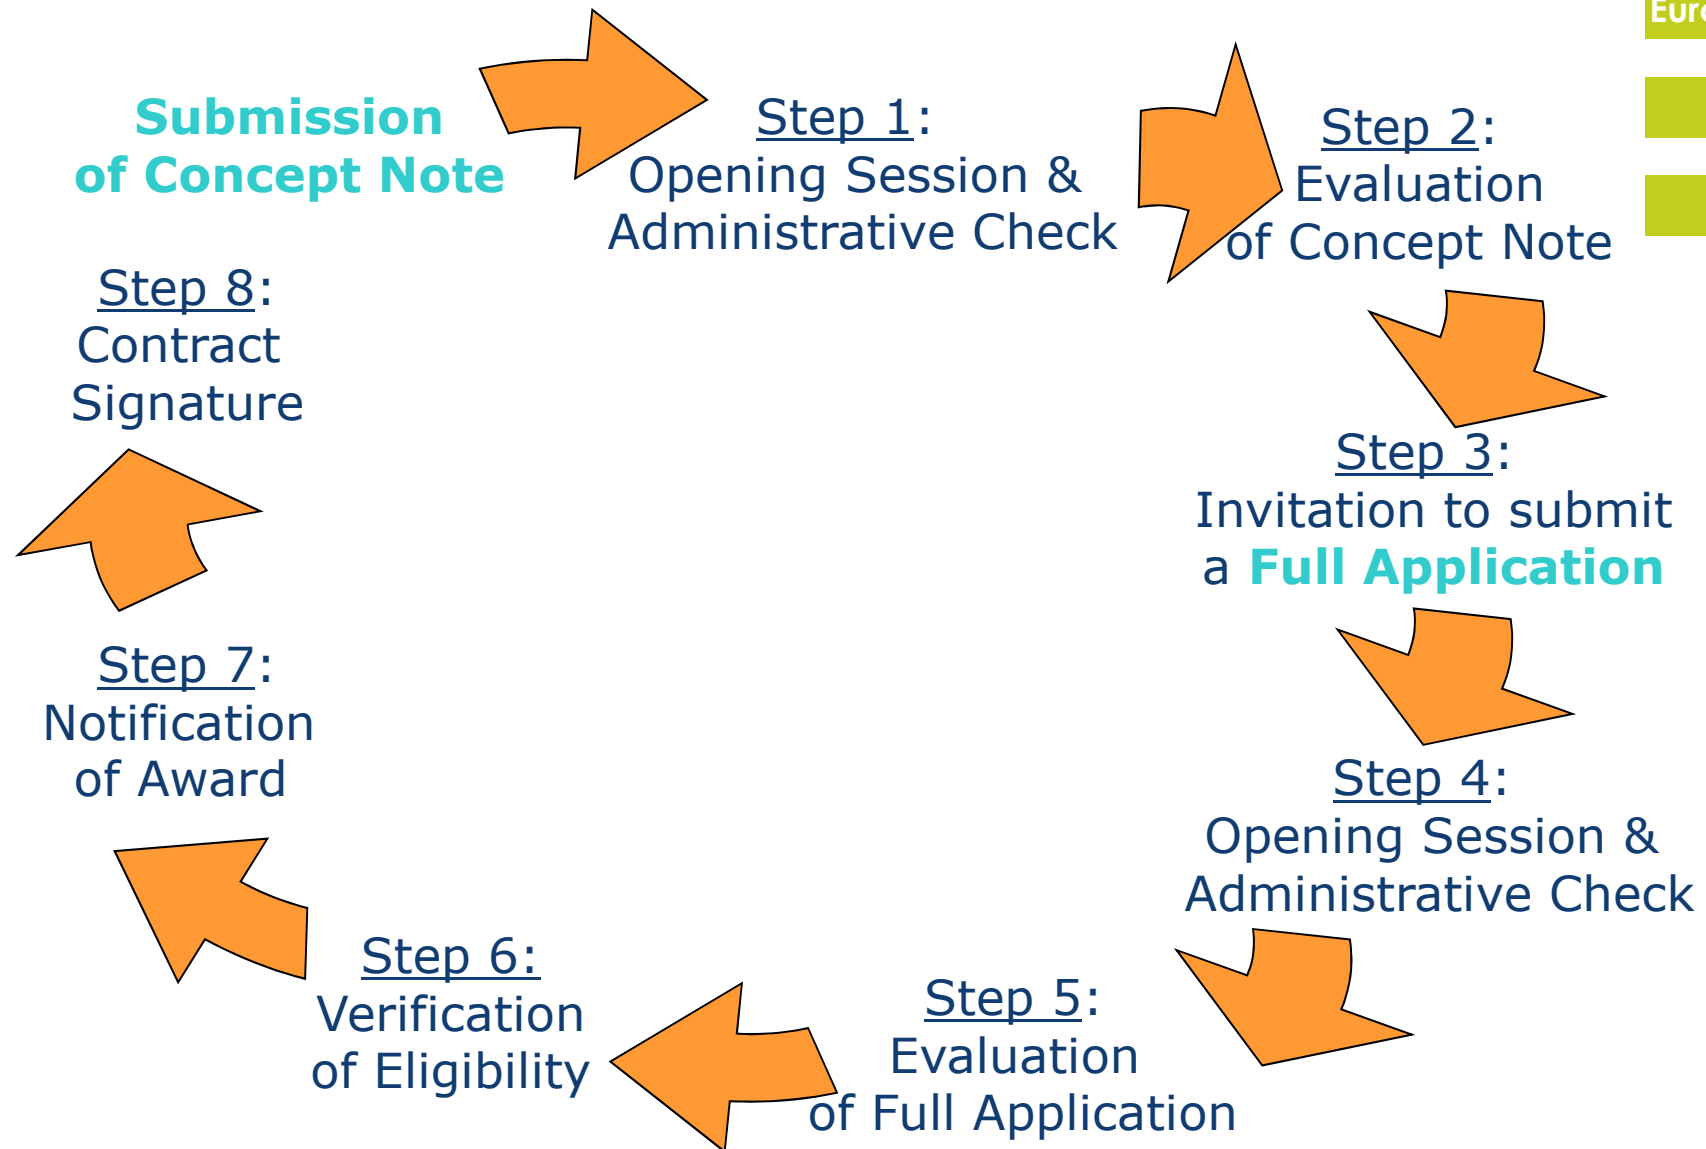 Submission
of Concept Note
Step 1:
Opening Session &
Administrative Check
Step 2:
Evaluation
of Concept Note
Step 3:
Invitation to submit
a Full Application
Step 4:
Opening Session &
Administrative Check
Step 5:
Evaluation
of Full Application
Step 6:
Verification
of Eligibility
Step 7:
Notification
of Award
Step 8:
Contract
Signature